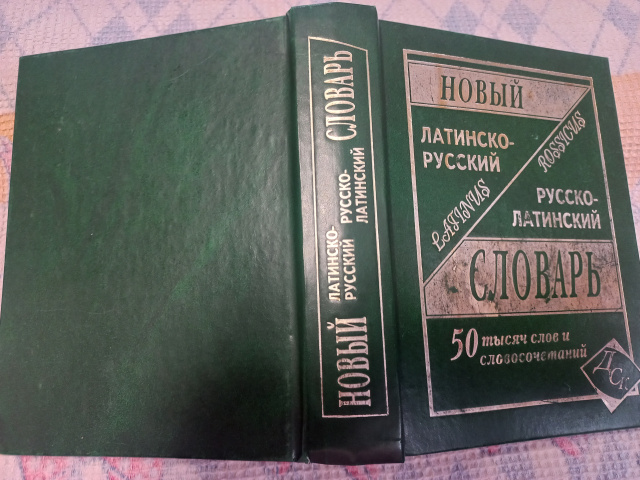 НОВЫЙ
ЛАТИНСКО-
РУССКИЙ
РУССКО-
ЛАТИНСКИЙ
СЛОВАРЬ
НОВЫЙ
ЛАТИНСКО-
РУССКИЙ
LATINUS
ROSSICUS
РУССКО-
ЛАТИНСКИЙ
СЛОВАРЬ
50 тысяч слов и
словосочетаний
ДСК